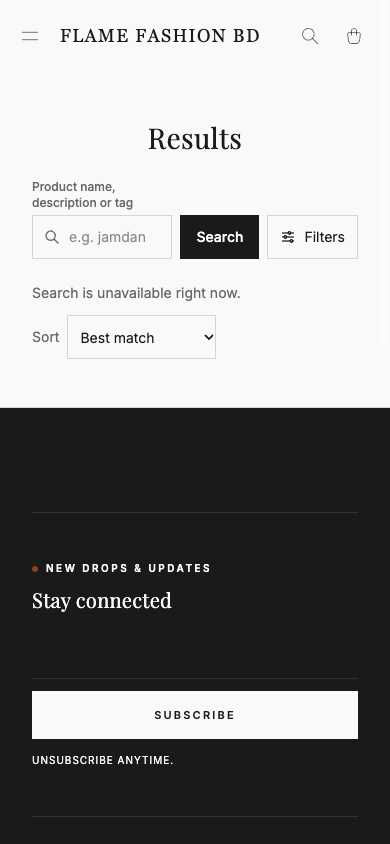 FLAME FASHION BD
Results
Product name,
description or tag
e.g. jamdan
Search
Filters
Search is unavailable right now.
Sort
Best match
NEW DROPS & UPDATES
Stay connected
SUBSCRIBE
UNSUBSCRIBE ANYTIME.